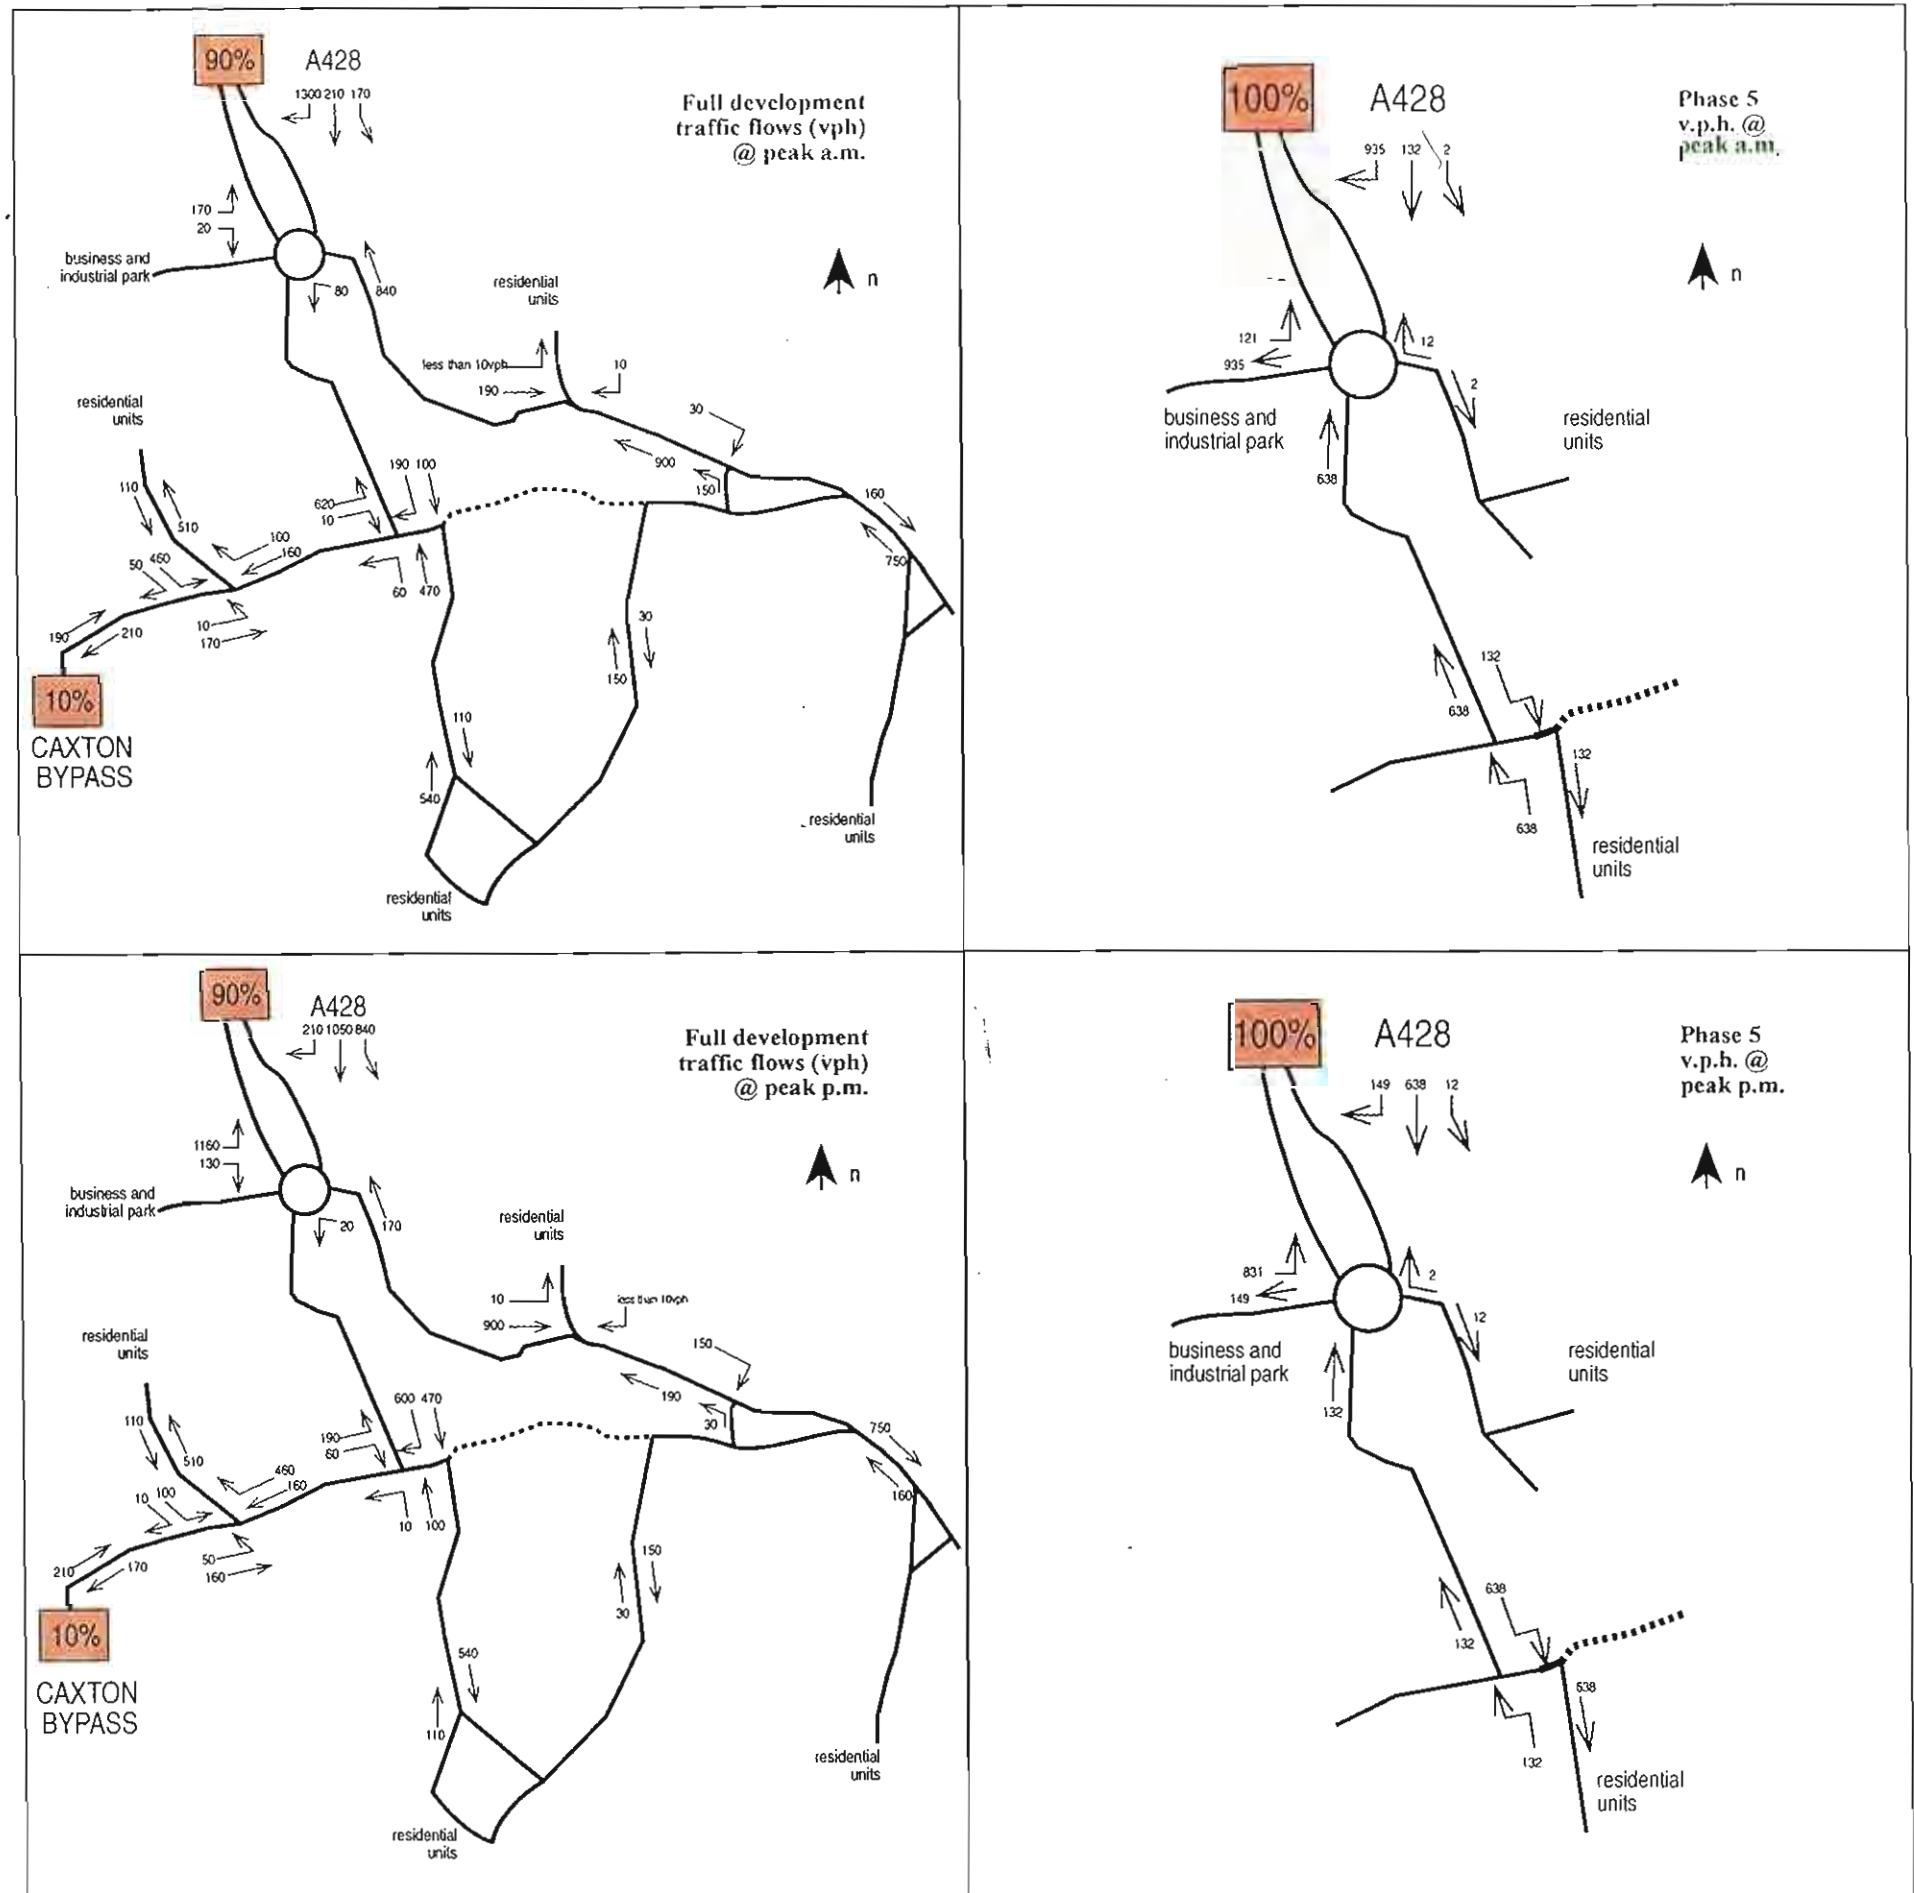 90%
A428
1300 210 170
Full development
traffic flows (vph)
@ peak a.m.
170
20
business and
industrial park
80
840
n
residential
units
less than 10vph
10
190
30
residential
units
900
190 100
150
160
110
620
10
510
100
160
750
50 460
60 470
10
190
210
170
30
10%
150
CAXTON
BYPASS
110
540
residential
units
residential
units
100%
A428
935 132 2
Phase 5
v.p.h. @
peak a.m.
n
121
12
935
2
business and
industrial park
residential
units
638
132
638
132
638
residential
units
90%
A428
210 1050 840
Full development
traffic flows (vph)
@ peak p.m.
1160
130
business and
industrial park
20
170
n
residential
units
10
less than 10vph
900
150
residential
units
190
600 470
30
750
110
190
60
510
460
160
160
10 100
10 100
50
210
170
160
150
10%
30
CAXTON
BYPASS
540
110
residential
units
residential
units
100%
A428
149 638 12
Phase 5
v.p.h. @
peak p.m.
n
831
2
149
12
business and
industrial park
residential
units
132
638
132
638
132
residential
units